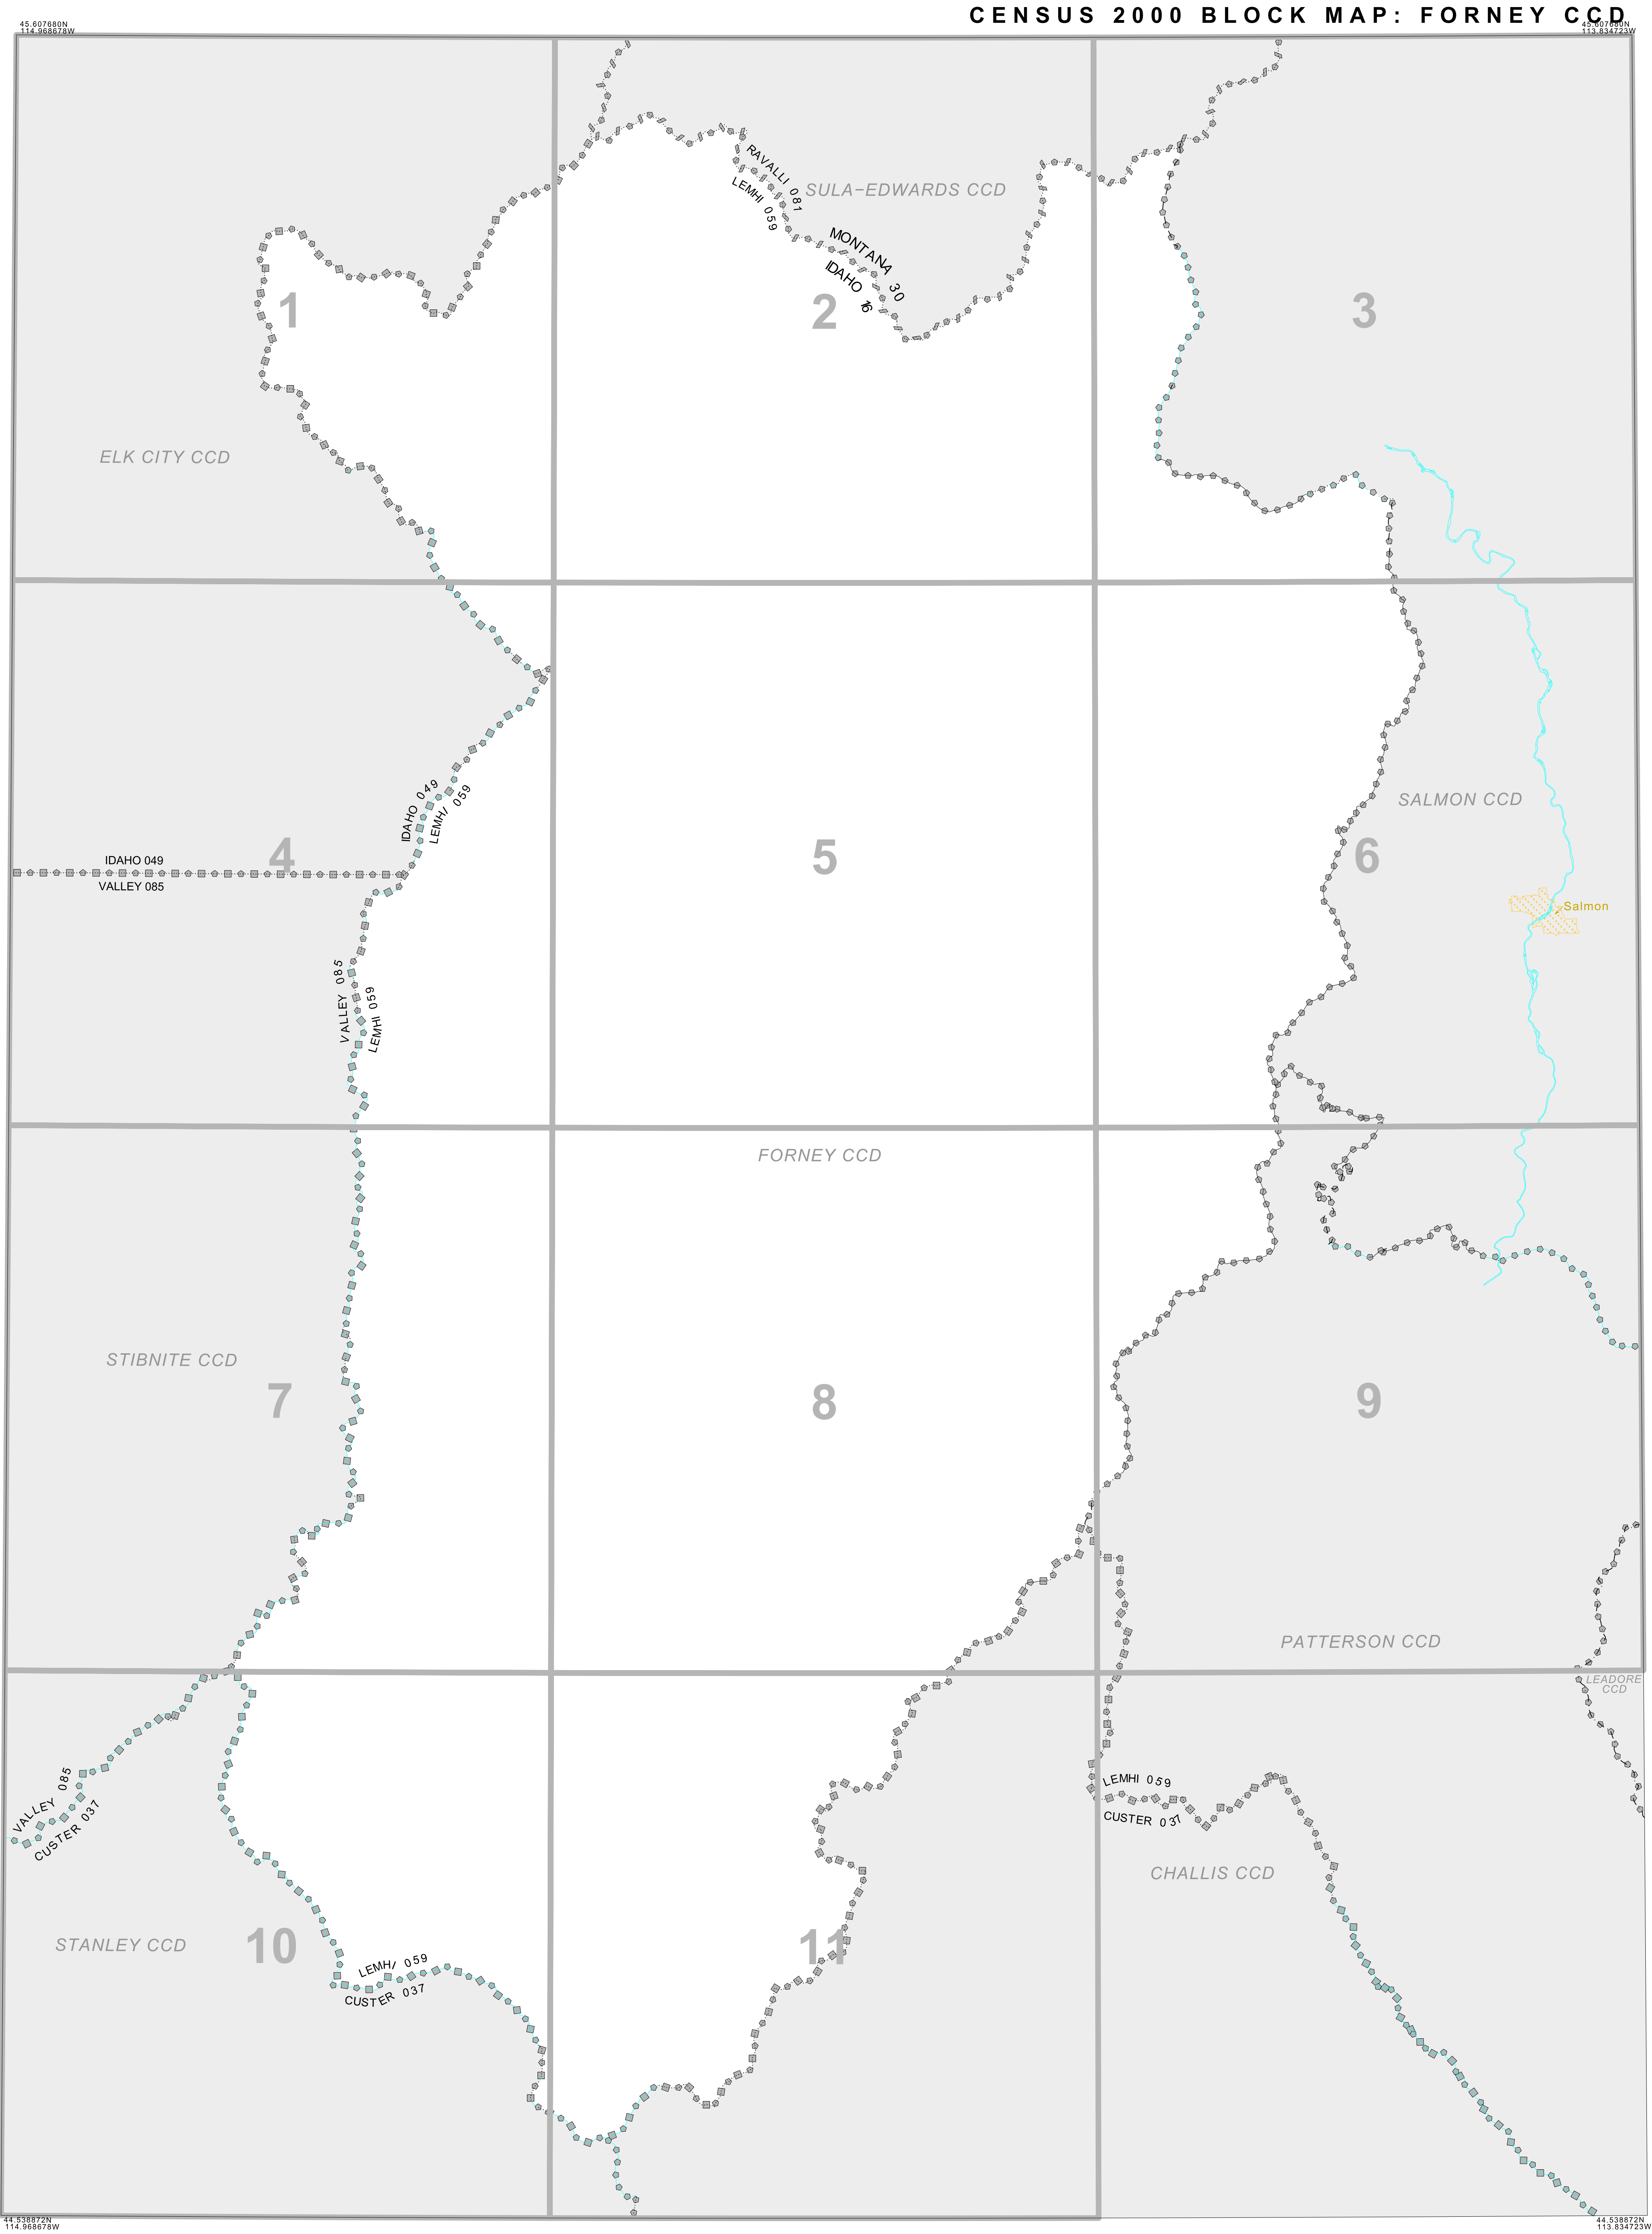 CENSUS 2000 BLOCK MAP: FORNEY CCD
45.607680N
114.968678W
45.607680N
113.834723W
RAVALLI 081
LEMHI 059
SULA-EDWARDS CCD
MONTANA 30
IDAHO 16
1
2
3
ELK CITY CCD
IDAHO 049
LEMHI 059
SALMON CCD
4
5
6
IDAHO 049
VALLEY 085
Salmon
VALLEY 085
LEMHI 059
FORNEY CCD
STIBNITE CCD
7
8
9
PATTERSON CCD
LEADORE
CCD
VALLEY 085
CUSTER 037
LEMHI 059
CUSTER 037
CHALLIS CCD
STANLEY CCD
10
11
LEMHI 059
CUSTER 037
44.538872N
114.968678W
44.538872N
113.834723W